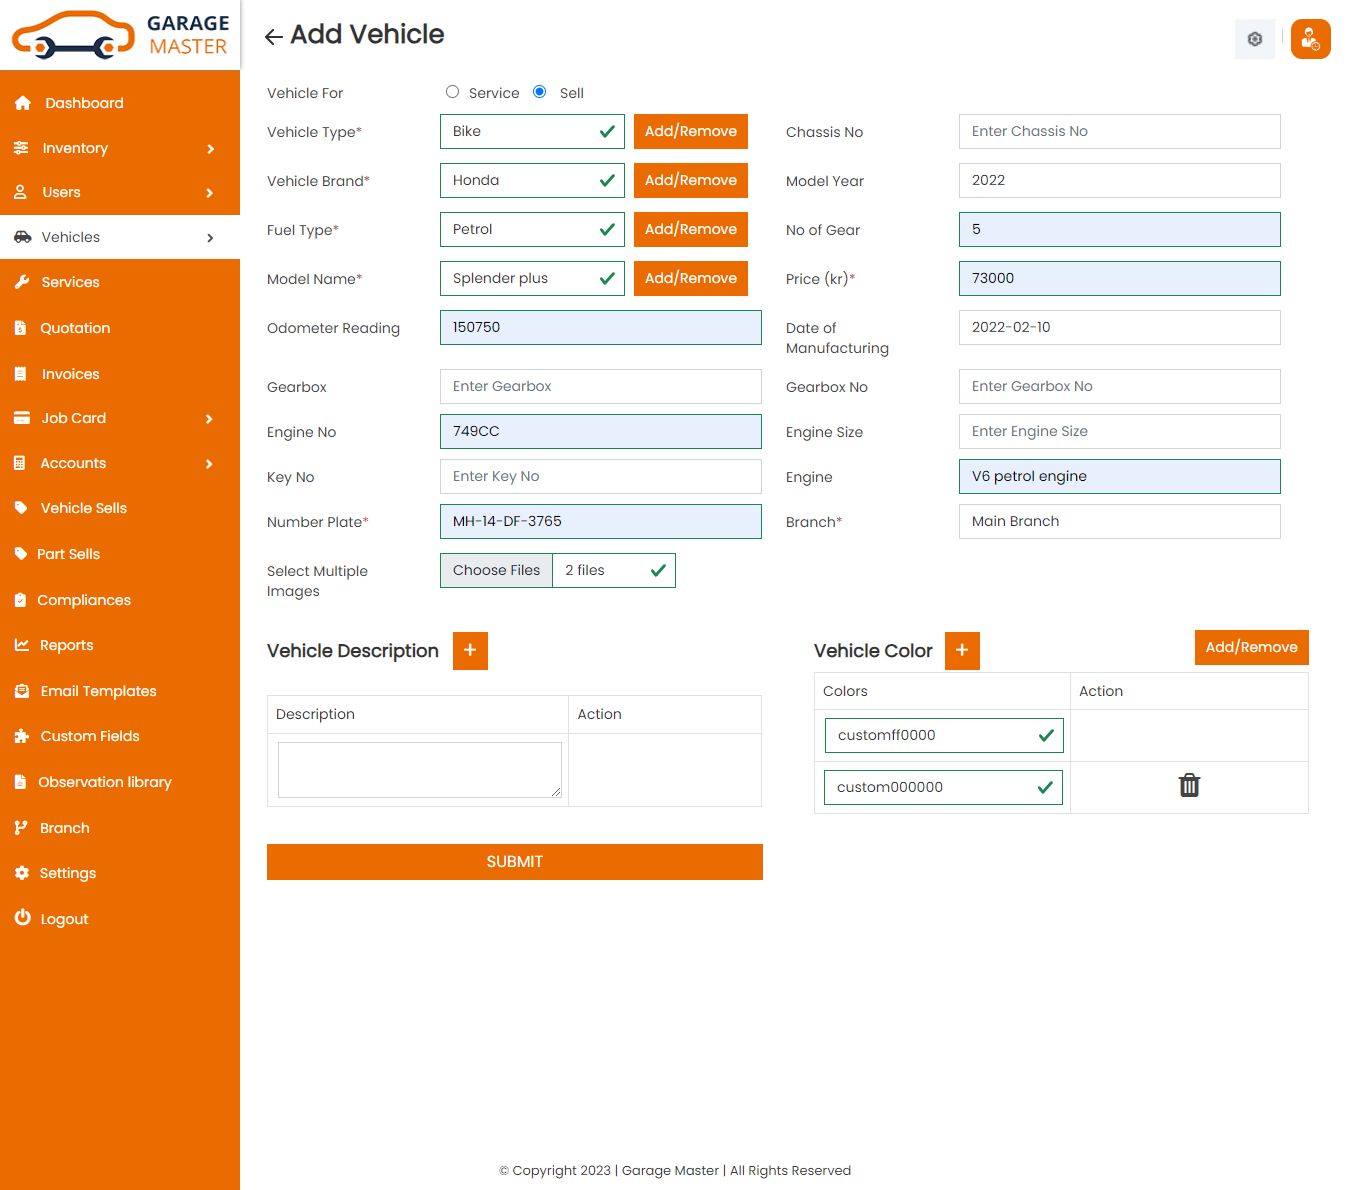 GARAGE
MASTER
Add Vehicle
Dashboard
Inventory
Users
Vehicles
Services
Quotation
Invoices
Job Card
Accounts
Vehicle Sells
Part Sells
Compliances
Reports
Email Templates
Custom Fields
Observation library
Branch
Settings
Logout
Vehicle For Service Sell
Vehicle Type* Bike Add/Remove Chassis No Enter Chassis No
Vehicle Brand* Honda Add/Remove Model Year 2022
Fuel Type* Petrol Add/Remove No of Gear 5
Model Name* Splender plus Add/Remove Price (kr)* 73000
Odometer Reading 150750 Date of Manufacturing 2022-02-10
Gearbox Enter Gearbox Gearbox No Enter Gearbox No
Engine No 749CC Engine Size Enter Engine Size
Key No Enter Key No Engine V6 petrol engine
Number Plate* MH-14-DF-3765 Branch* Main Branch
Select Multiple Images Choose Files 2 files
Vehicle Description +
Description Action
Vehicle Color + Add/Remove
Colors Action
customff0000
custom000000
SUBMIT
© Copyright 2023 | Garage Master | All Rights Reserved